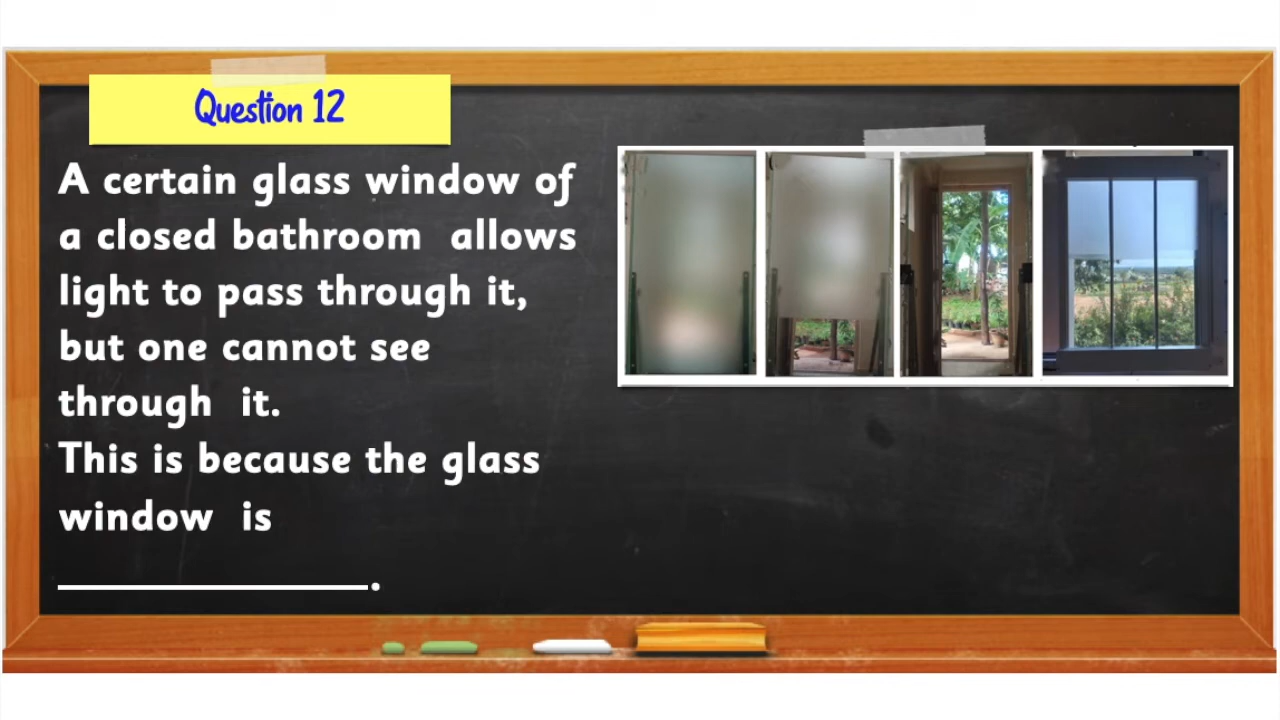 Question 12
A certain glass window of
a closed bathroom allows
light to pass through it,
but one cannot see
through it.
This is because the glass
window is
_______________.